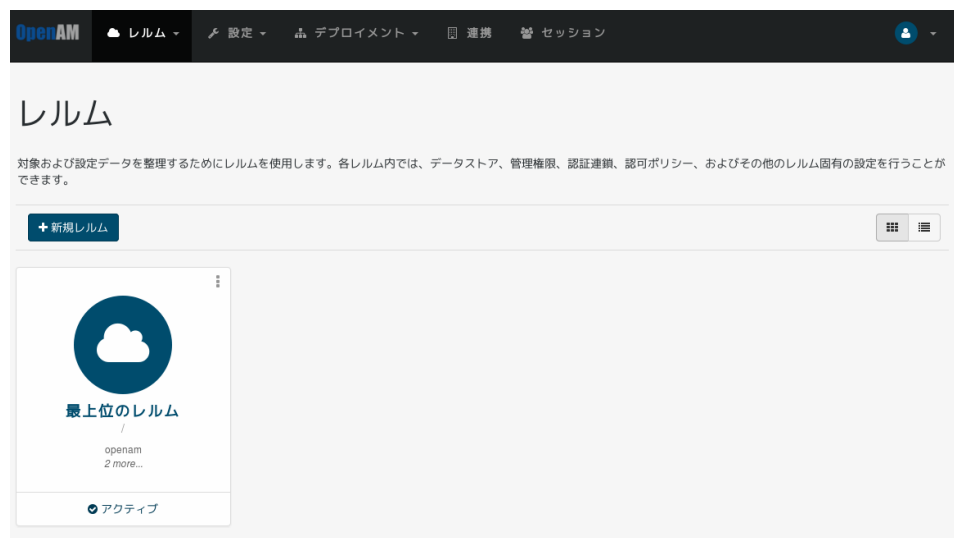 OpenAM レルム 設定 デプロイメント 連携 セッション
レルム
対象および設定データを整理するためにレルムを使用します。各レルム内では、データストア、管理権限、認証連鎖、認可ポリシー、およびその他のレルム固有の設定を行うことが
できます。
新規レルム
最上位のレルム
/
openam
2 more...
アクティブ